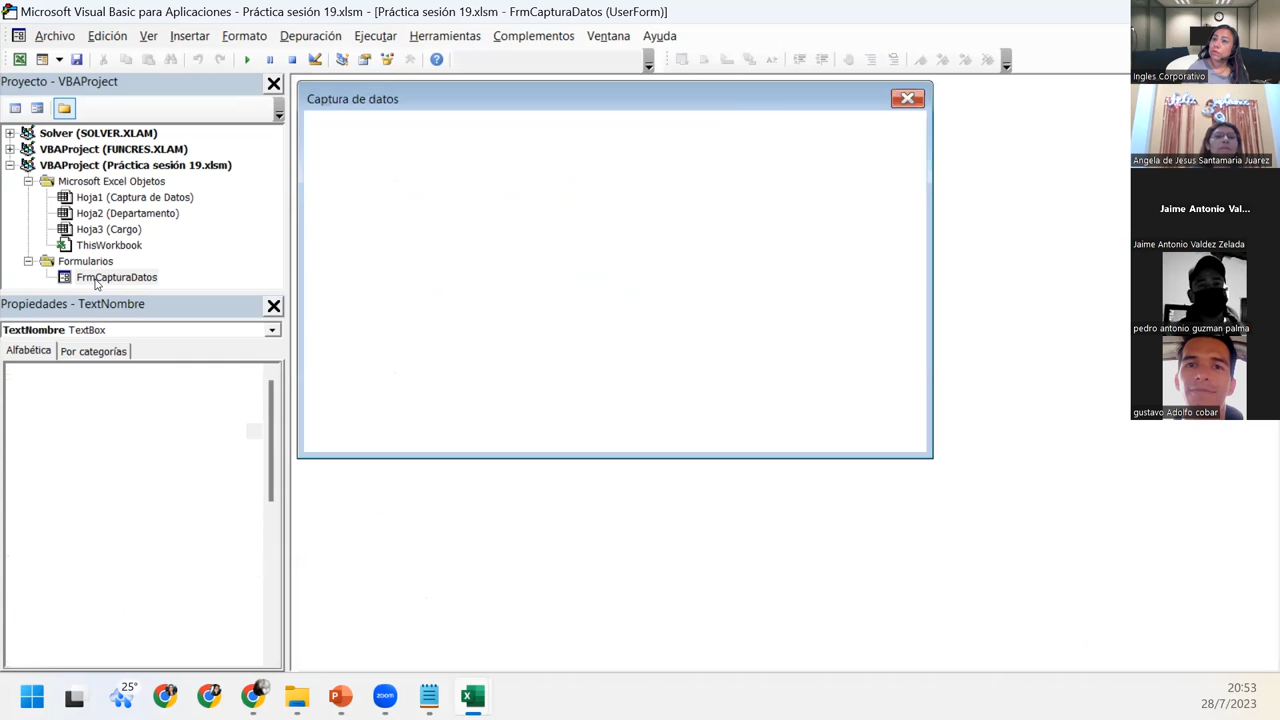 Microsoft Visual Basic para Aplicaciones - Práctica sesión 19.xlsm - [Práctica sesión 19.xlsm - FrmCapturaDatos (UserForm)]
Archivo Edición Ver Insertar Formato Depuración Ejecutar Herramientas Complementos Ventana Ayuda
Proyecto - VBAProject
Solver (SOLVER.XLAM)
VBAProject (FUNCRES.XLAM)
VBAProject (Práctica sesión 19.xlsm)
Microsoft Excel Objetos
Hoja1 (Captura de Datos)
Hoja2 (Departamento)
Hoja3 (Cargo)
ThisWorkbook
Formularios
FrmCapturaDatos
Propiedades - TextNombre
TextNombre TextBox
Alfabética Por categorías
Captura de datos
Ingles Corporativo
Angela de Jesus Santamaria Juarez
Jaime Antonio Val...
Jaime Antonio Valdez Zelada
pedro antonio guzman palma
gustavo Adolfo cobar
25°
zoom
20:53
28/7/2023